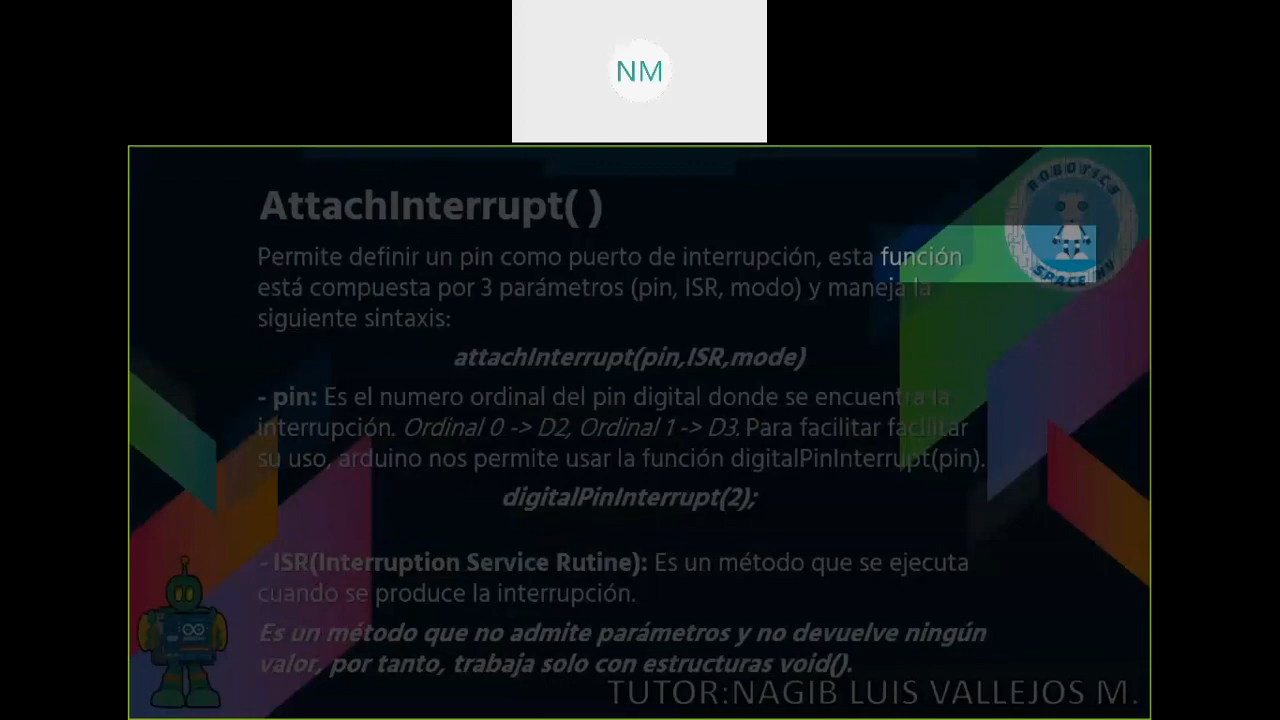 NM
AttachInterrupt( )
ROBOTICS
SPACE NV
Permite definir un pin como puerto de interrupción, esta función
está compuesta por 3 parámetros (pin, ISR, modo) y maneja la
siguiente sintaxis:
attachInterrupt(pin,ISR,mode)
- pin: Es el numero ordinal del pin digital donde se encuentra la
interrupción. Ordinal 0 -> D2, Ordinal 1 -> D3. Para facilitar facilitar
su uso, arduino nos permite usar la función digitalPinInterrupt(pin).
digitalPinInterrupt(2);
- ISR(Interruption Service Rutine): Es un método que se ejecuta
cuando se produce la interrupción.
Es un método que no admite parámetros y no devuelve ningún
valor, por tanto, trabaja solo con estructuras void().
TUTOR:NAGIB LUIS VALLEJOS M.